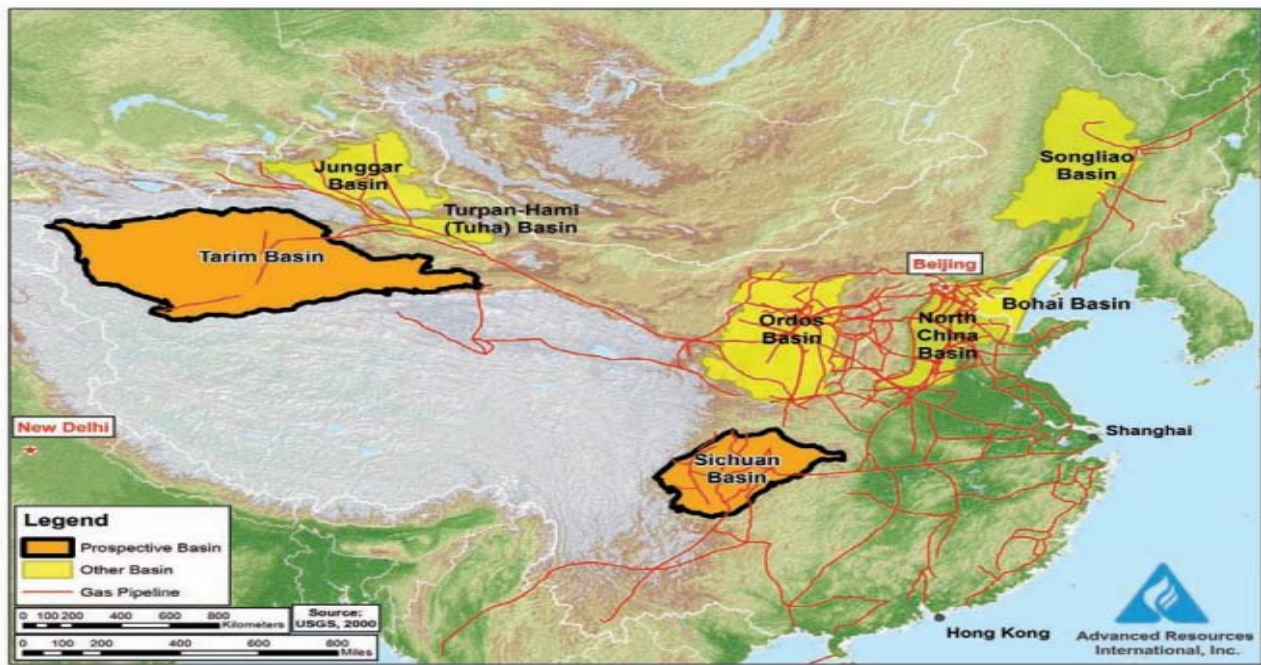 Junggar
Basin
Turpan-Hami
(Tuha) Basin
Tarim Basin
Songliao
Basin
Beijing
Bohai Basin
Ordos
Basin
North
China
Basin
New Delhi
Shanghai
Sichuan
Basin
Legend
Prospective Basin
Other Basin
Gas Pipeline
0 100 200 400 600 800
Kilometers
Source:
USGS, 2000
0 100 200 400 600 800
Miles
Hong Kong
Advanced Resources
International, Inc.